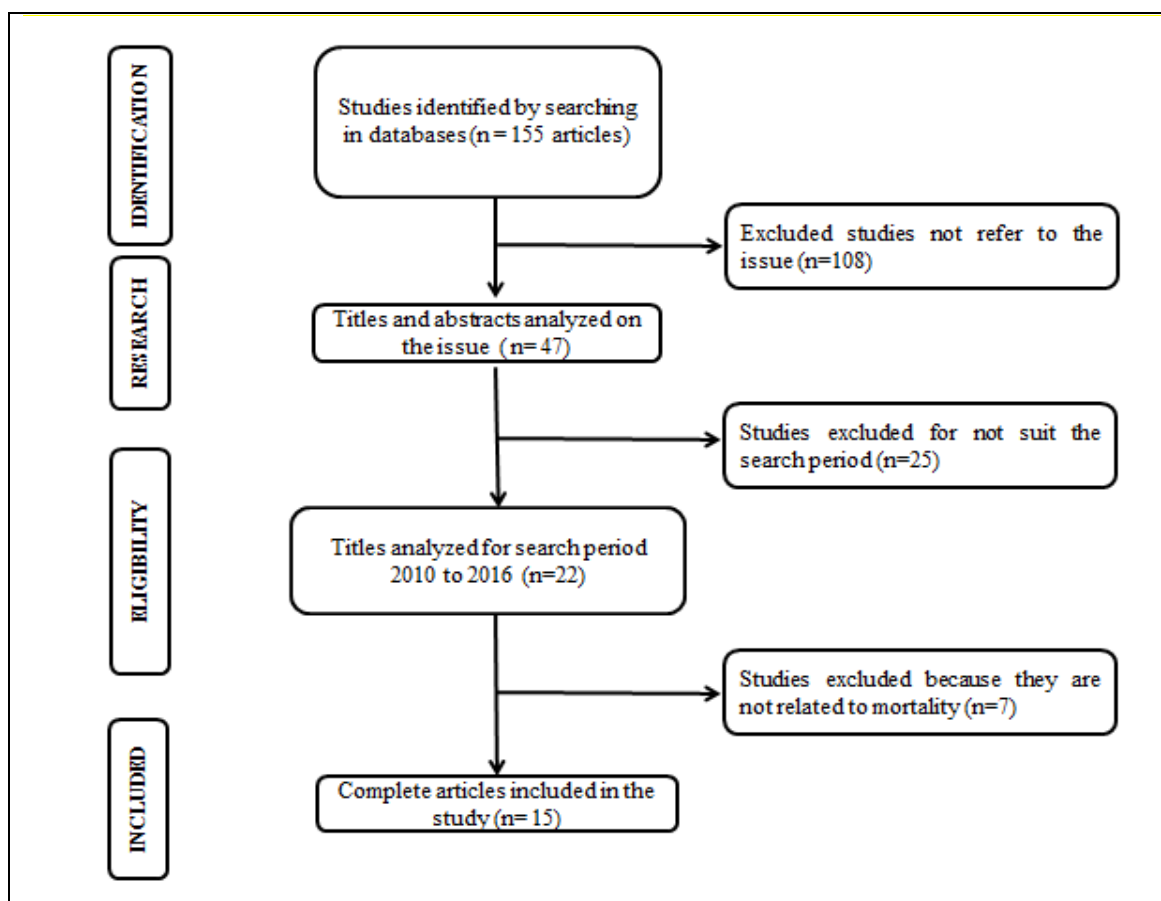 IDENTIFICATION
Studies identified by searching
in databases (n = 155 articles)
Excluded studies not refer to the
issue (n=108)
RESEARCH
Titles and abstracts analyzed on
the issue (n= 47)
Studies excluded for not suit the
search period (n=25)
ELIGIBILITY
Titles analyzed for search period
2010 to 2016 (n=22)
Studies excluded because they are
not related to mortality (n=7)
INCLUDED
Complete articles included in the
study (n= 15)